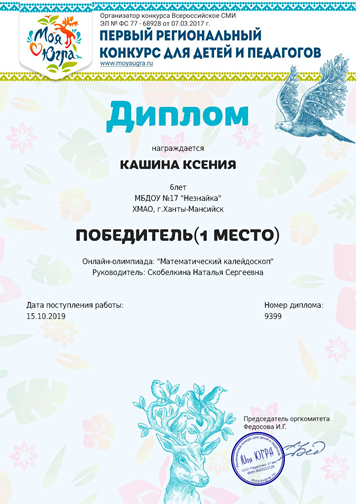 Моя
Югра
Организатор конкурса Всероссийское СМИ
ЭЛ № ФС 77 - 68928 от 07.03.2017 г.
ПЕРВЫЙ РЕГИОНАЛЬНЫЙ
КОНКУРС ДЛЯ ДЕТЕЙ И ПЕДАГОГОВ
www.moyaugra.ru
Диплом
награждается
КАШИНА КСЕНИЯ
6лет
МБДОУ №17 "Незнайка"
ХМАО, г.Ханты-Мансийск
ПОБЕДИТЕЛЬ(1 МЕСТО)
Онлайн-олимпиада: "Математический калейдоскоп"
Руководитель: Скобелкина Наталья Сергеевна
Дата поступления работы:
15.10.2019
Номер диплома:
9399
Председатель оргкомитета
Федосова И.Г.
Моя ЮГРА